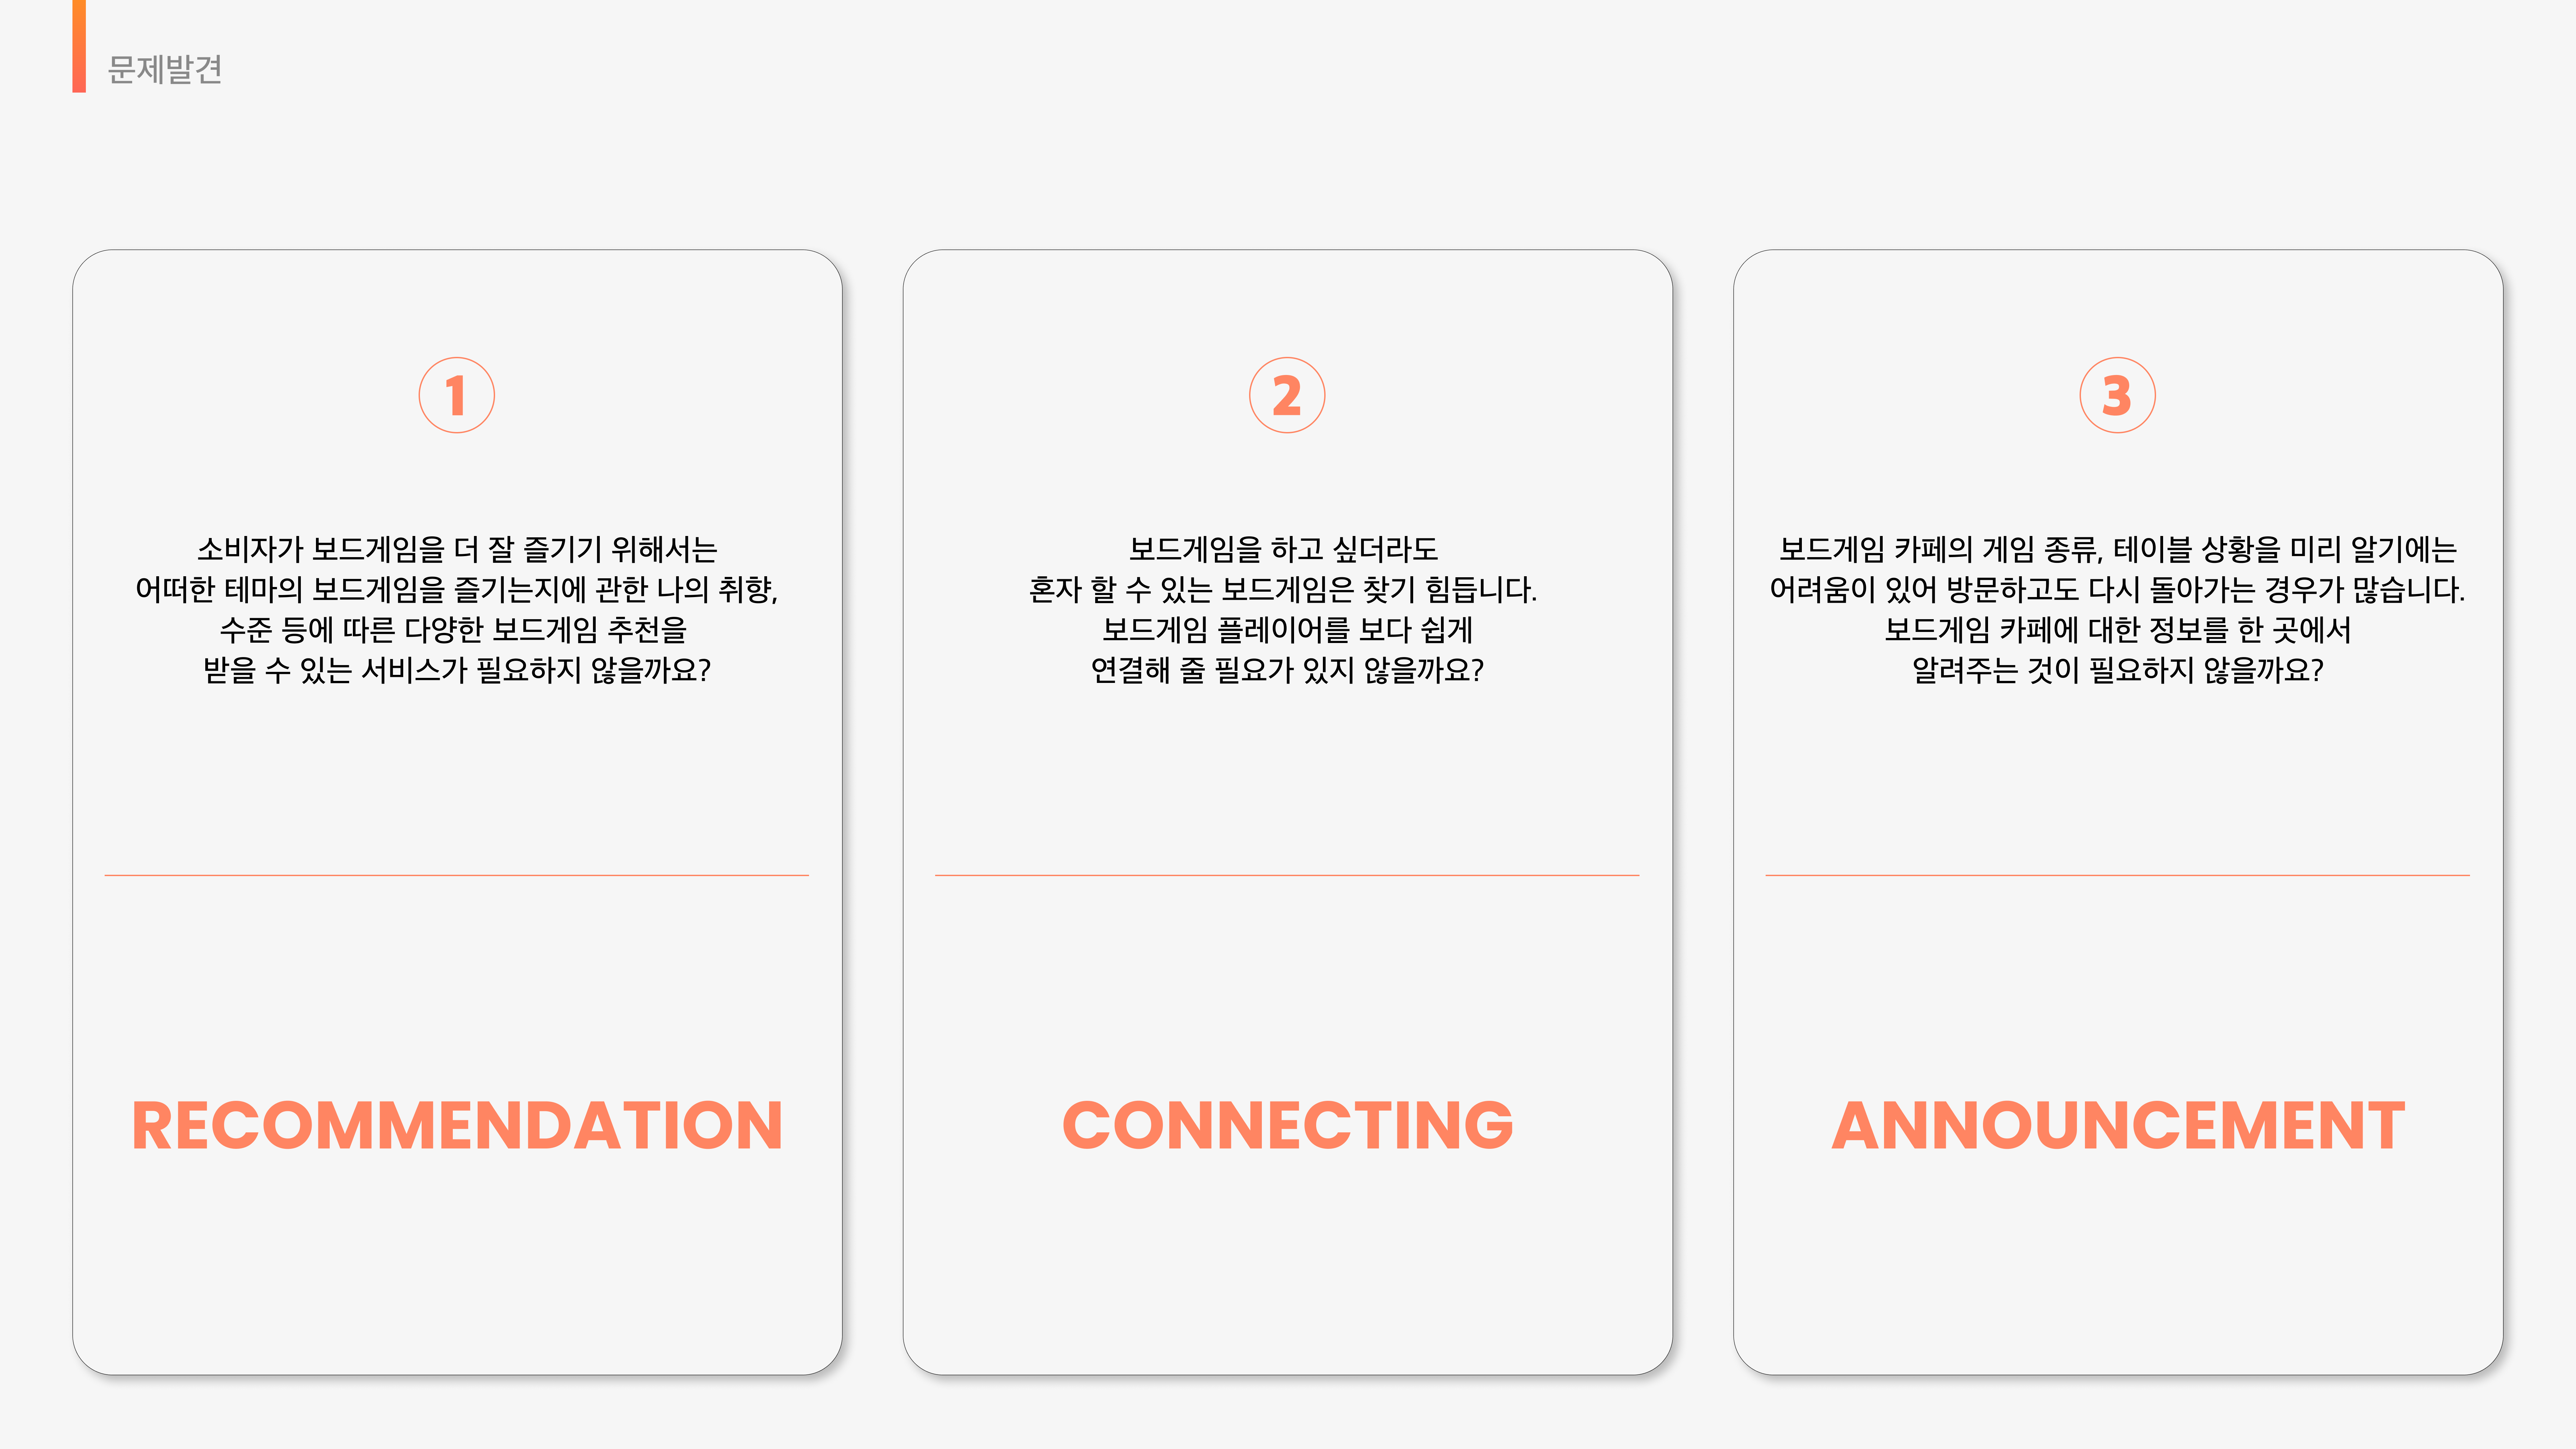 문제발견
1
소비자가 보드게임을 더 잘 즐기기 위해서는
어떠한 테마의 보드게임을 즐기는지에 관한 나의 취향,
수준 등에 따른 다양한 보드게임 추천을
받을 수 있는 서비스가 필요하지 않을까요?
RECOMMENDATION
2
보드게임을 하고 싶더라도
혼자 할 수 있는 보드게임은 찾기 힘듭니다.
보드게임 플레이어를 보다 쉽게
연결해 줄 필요가 있지 않을까요?
CONNECTING
3
보드게임 카페의 게임 종류, 테이블 상황을 미리 알기에는
어려움이 있어 방문하고도 다시 돌아가는 경우가 많습니다.
보드게임 카페에 대한 정보를 한 곳에서
알려주는 것이 필요하지 않을까요?
ANNOUNCEMENT